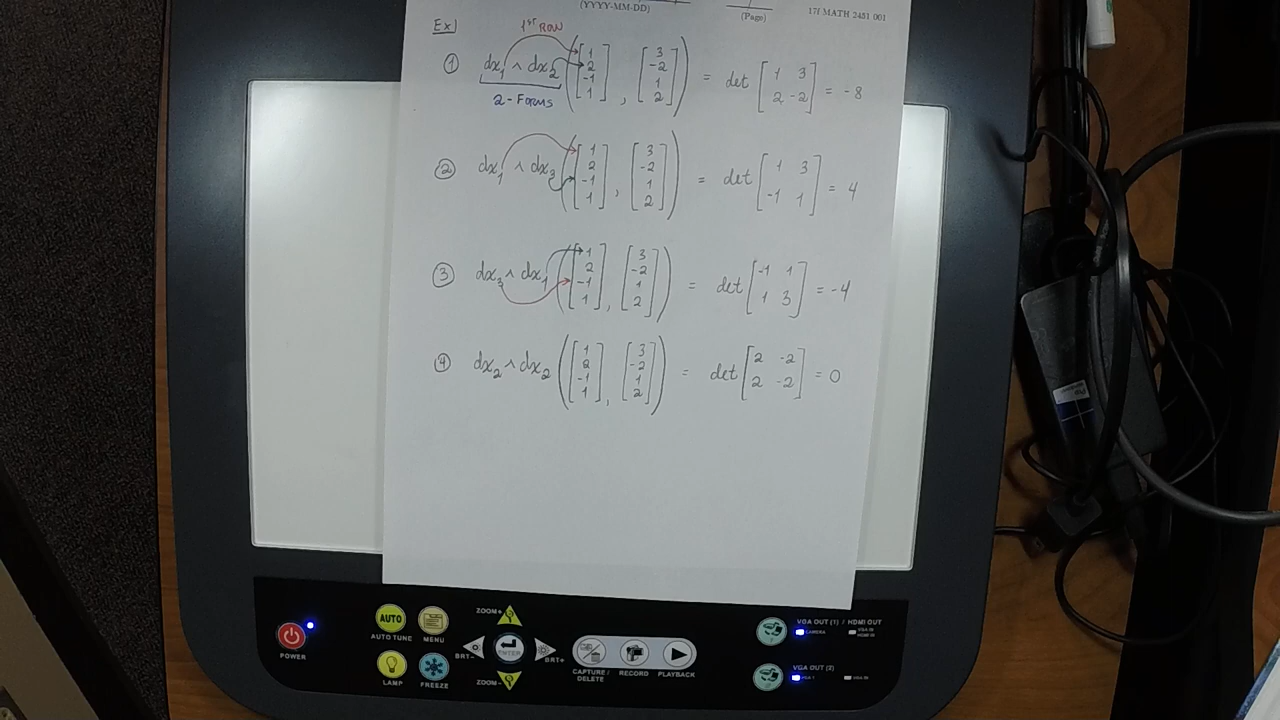 (YYYY-MM-DD)
(Page)
17f MATH 2451 001
Ex)
1ST ROW
① dx₁ ∧ dx₂ ([1 2 -1 1], [3 -2 1 2]) = det [1 3; 2 -2] = -8
2-Forms
② dx₁ ∧ dx₃ ([1 2 -1 1], [3 -2 1 2]) = det [1 3; -1 1] = 4
③ dx₃ ∧ dx₁ ([1 2 -1 1], [3 -2 1 2]) = det [-1 1; 1 3] = -4
④ dx₂ ∧ dx₂ ([1 2 -1 1], [3 -2 1 2]) = det [2 -2; 2 -2] = 0
POWER
AUTO
AUTO TUNE
MENU
LAMP
FREEZE
ZOOM+
BRT-
ENTER
BRT+
ZOOM-
CAPTURE / DELETE
RECORD
PLAYBACK
VGA OUT (1) / HDMI OUT
CAMERA
VGA OUT (2)